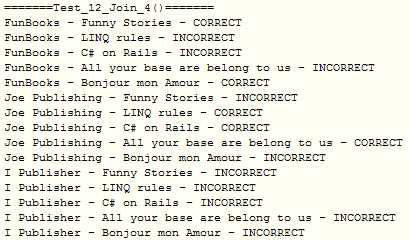 =======Test_12_Join_4()=======
FunBooks - Funny Stories - CORRECT
FunBooks - LINQ rules - INCORRECT
FunBooks - C# on Rails - INCORRECT
FunBooks - All your base are belong to us - INCORRECT
FunBooks - Bonjour mon Amour - CORRECT
Joe Publishing - Funny Stories - INCORRECT
Joe Publishing - LINQ rules - CORRECT
Joe Publishing - C# on Rails - CORRECT
Joe Publishing - All your base are belong to us - CORRECT
Joe Publishing - Bonjour mon Amour - INCORRECT
I Publisher - Funny Stories - INCORRECT
I Publisher - LINQ rules - INCORRECT
I Publisher - C# on Rails - INCORRECT
I Publisher - All your base are belong to us - INCORRECT
I Publisher - Bonjour mon Amour - INCORRECT